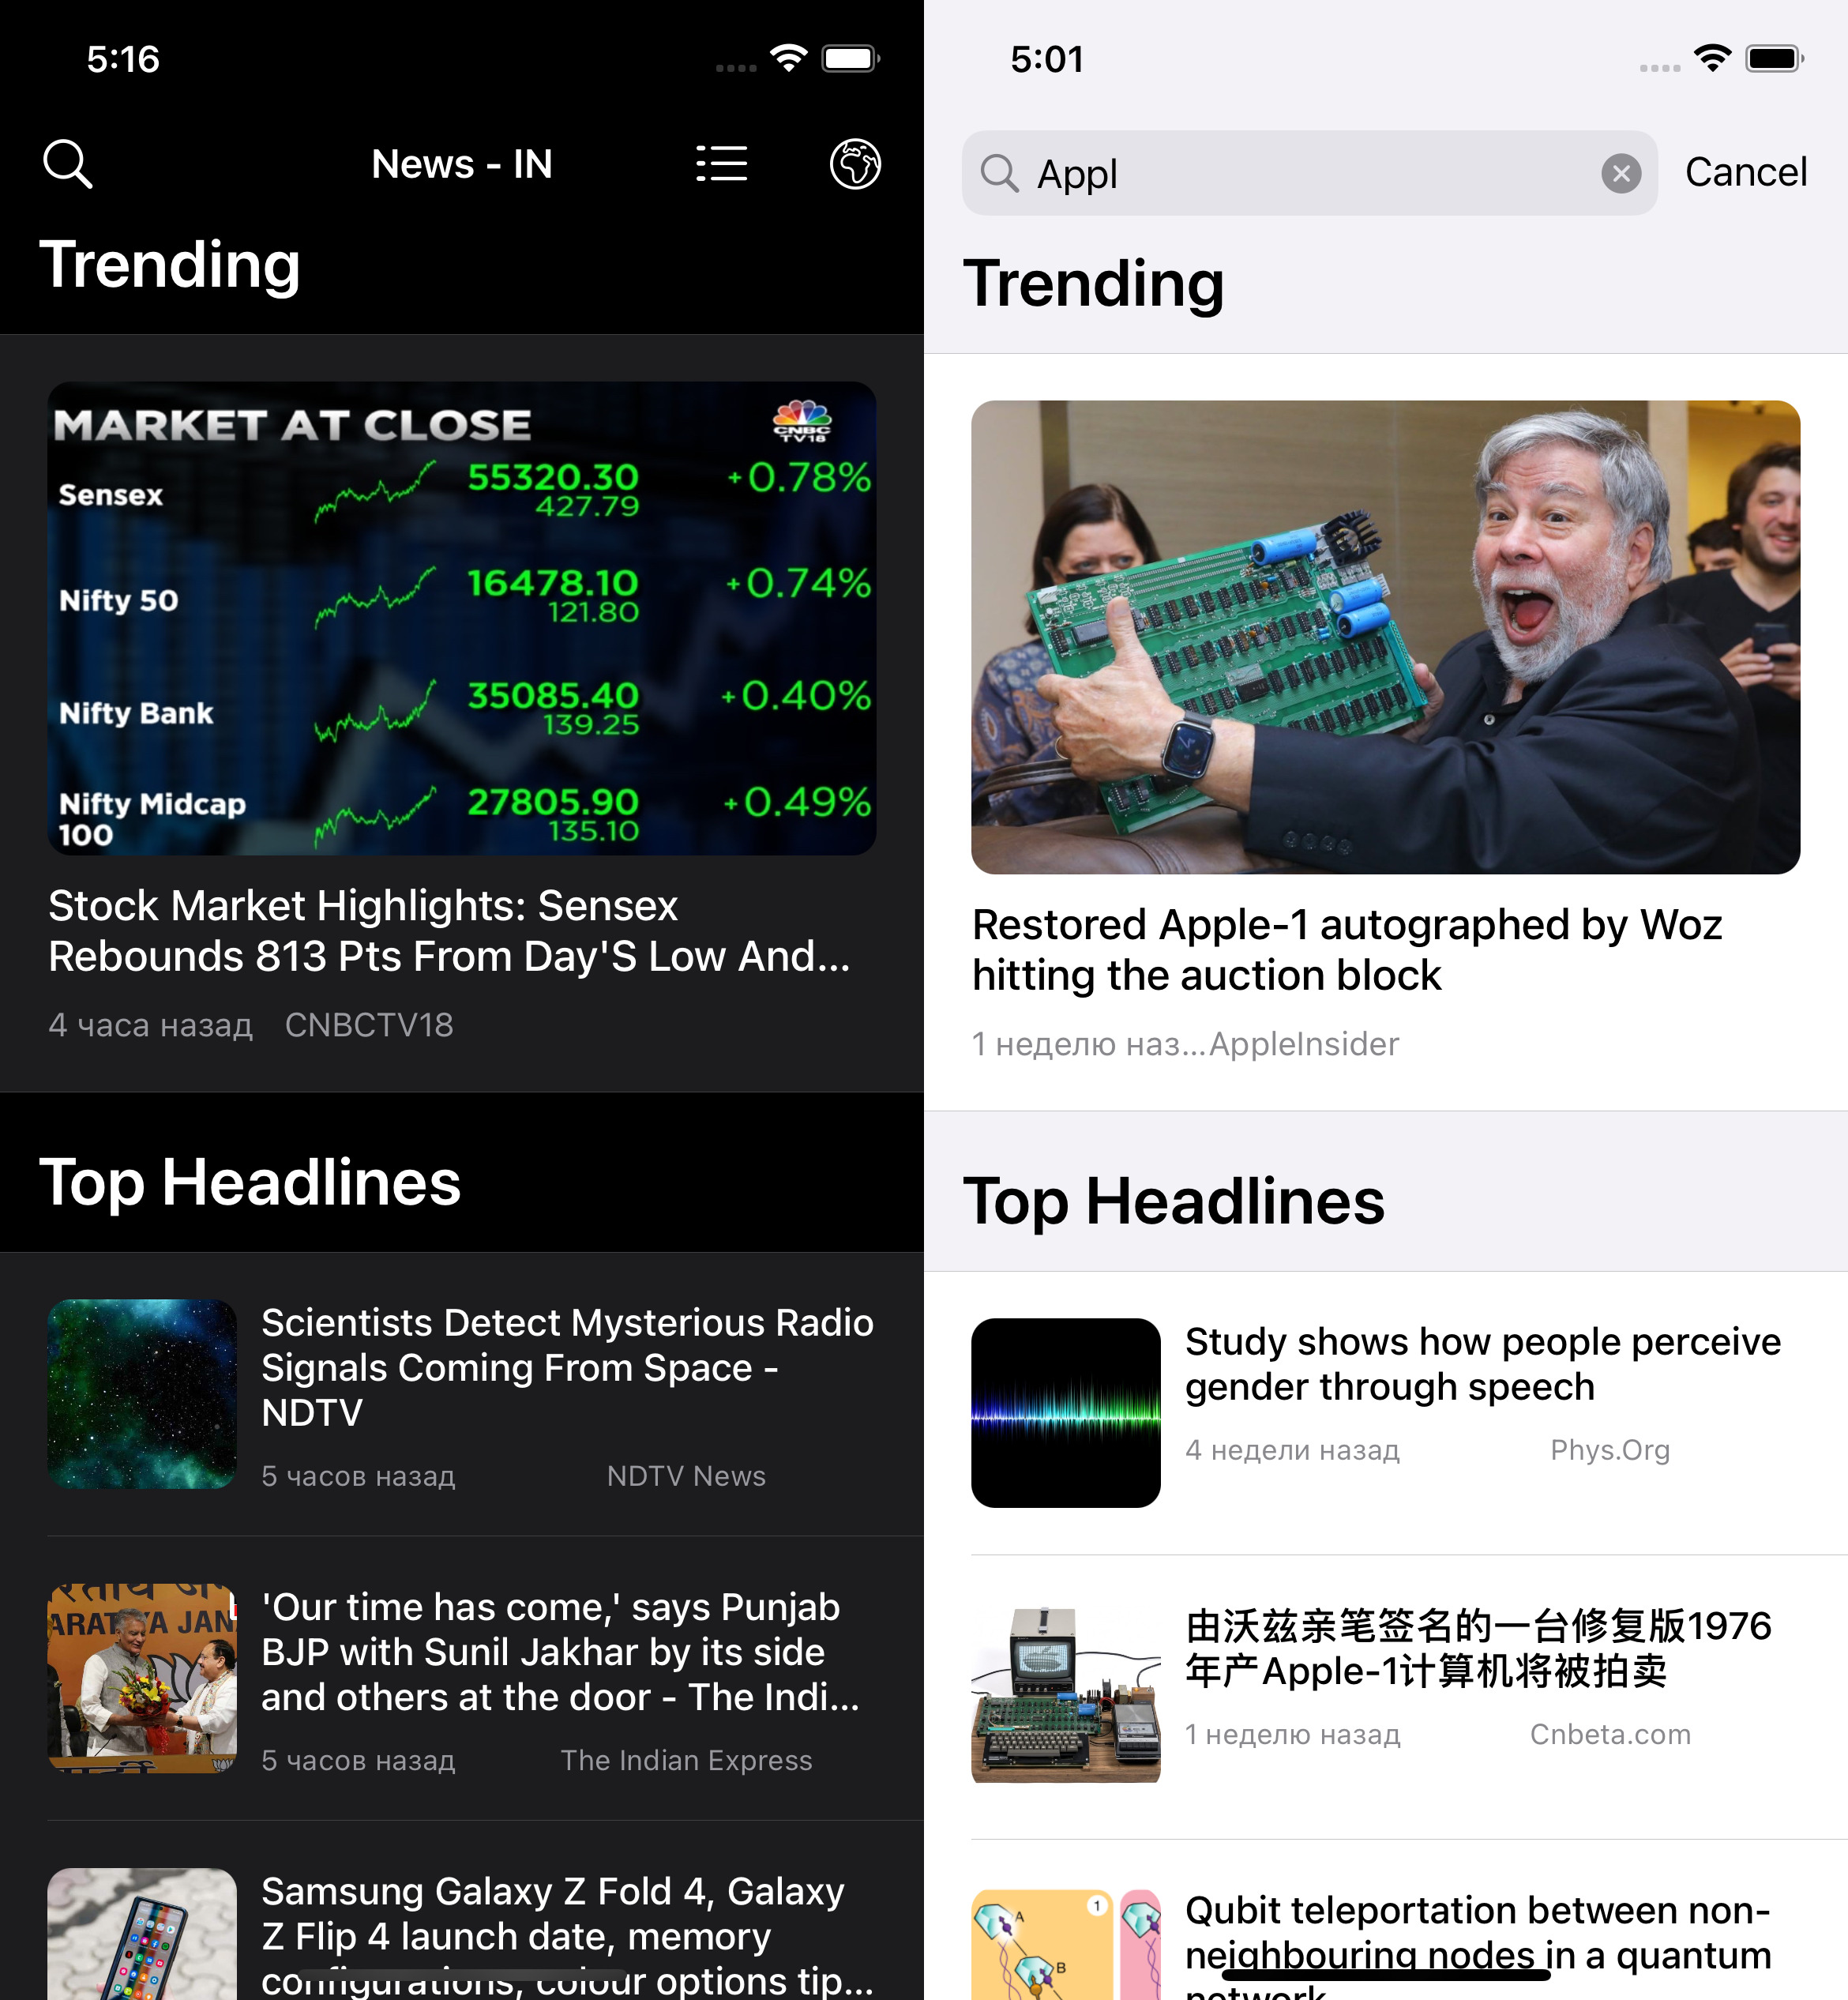 5:16
News - IN
Trending
MARKET AT CLOSE
CNBC
TV18
Sensex
55320.30
427.79
+0.78%
Nifty 50
16478.10
121.80
+0.74%
Nifty Bank
35085.40
139.25
+0.40%
Nifty Midcap
100
27805.90
135.10
+0.49%
Stock Market Highlights: Sensex
Rebounds 813 Pts From Day'S Low And...
4 часа назад CNBCTV18
Top Headlines
Scientists Detect Mysterious Radio
Signals Coming From Space -
NDTV
5 часов назад NDTV News
'Our time has come,' says Punjab
BJP with Sunil Jakhar by its side
and others at the door - The Indi...
5 часов назад The Indian Express
Samsung Galaxy Z Fold 4, Galaxy
Z Flip 4 launch date, memory
configurations, colour options tip...
5:01
Appl
Cancel
Trending
Restored Apple-1 autographed by Woz
hitting the auction block
1 неделю наз...AppleInsider
Top Headlines
Study shows how people perceive
gender through speech
4 недели назад Phys.Org
由沃兹亲笔签名的一台修复版1976
年产Apple-1计算机将被拍卖
1 неделю назад Cnbeta.com
A
1
B
Qubit teleportation between non-
neighbouring nodes in a quantum
network